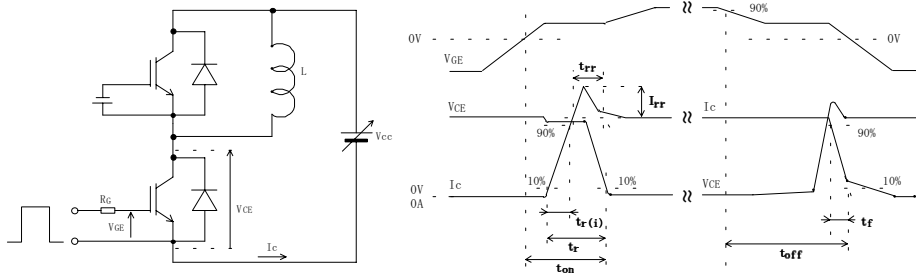 L
Vcc
RG
VGE
VCE
Ic
0V
VGE
90%
0V
trr
Irr
VCE
90%
Ic
90%
0V
0A
Ic
10%
10%
VCE
10%
tr(i)
tr
ton
tf
toff